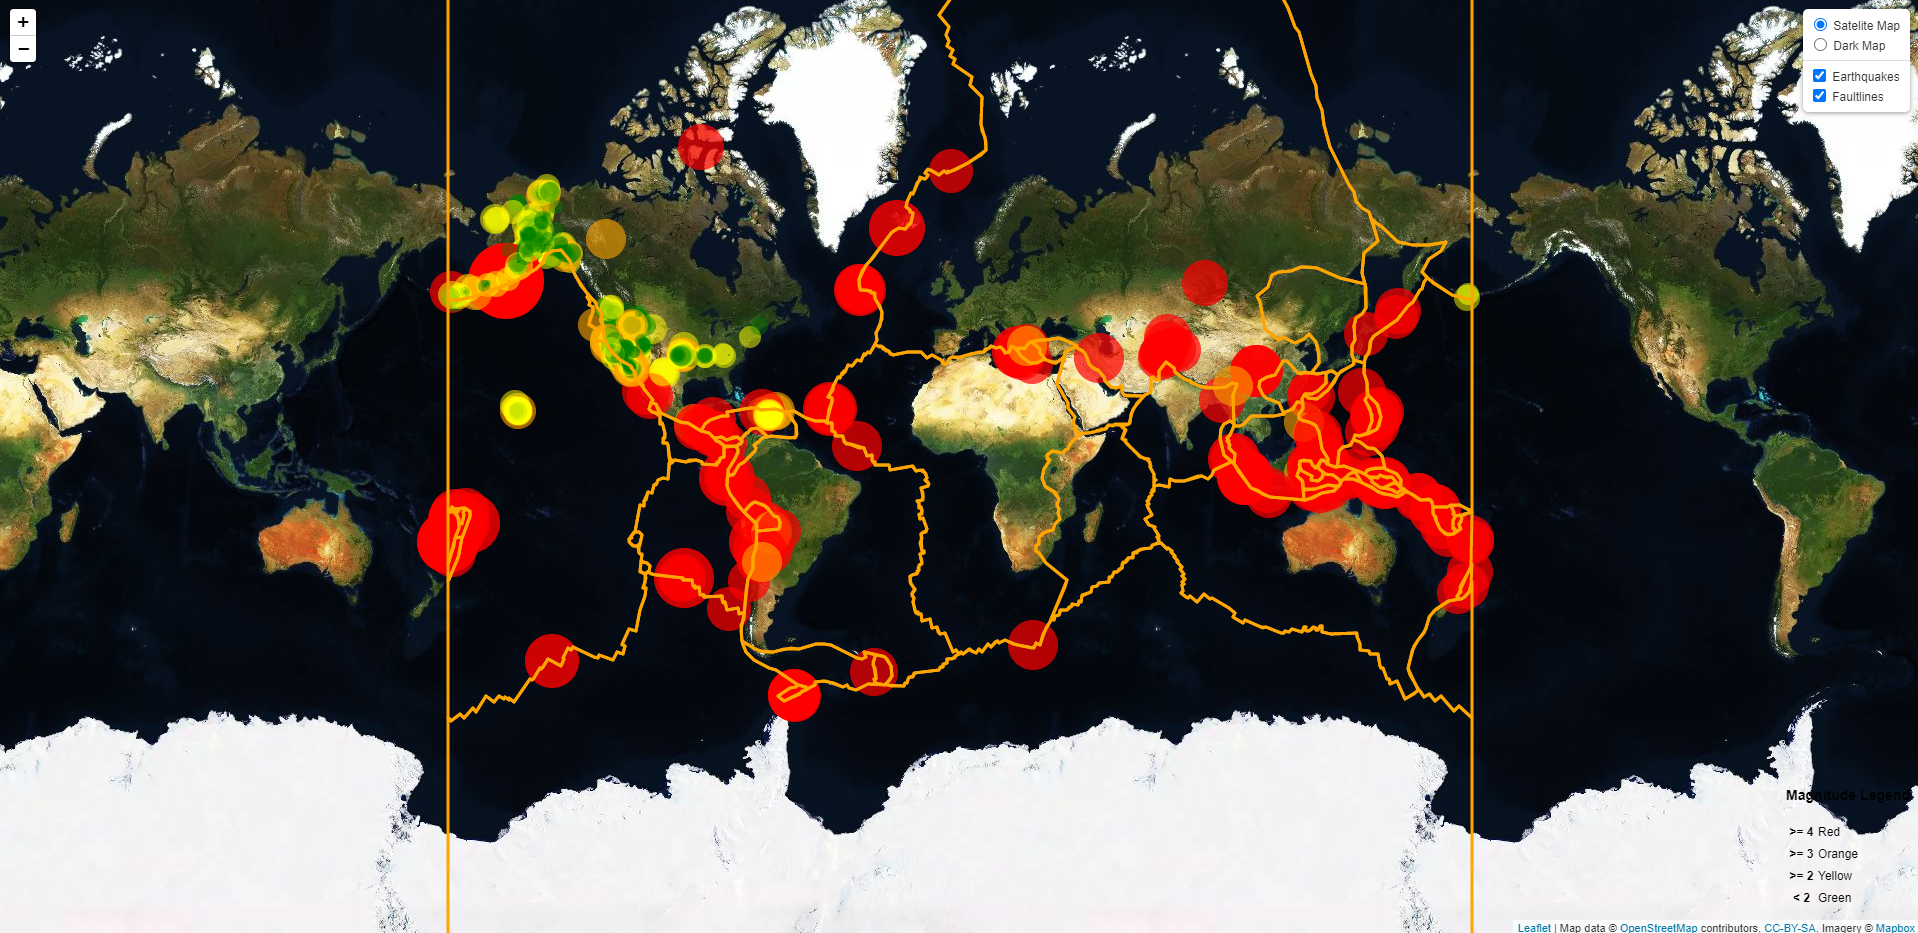 +
−
Satelite Map
Dark Map
Earthquakes
Faultlines
Magnitude Legend
>= 4 Red
>= 3 Orange
>= 2 Yellow
< 2 Green
Leaflet | Map data © OpenStreetMap contributors, CC-BY-SA, Imagery © Mapbox